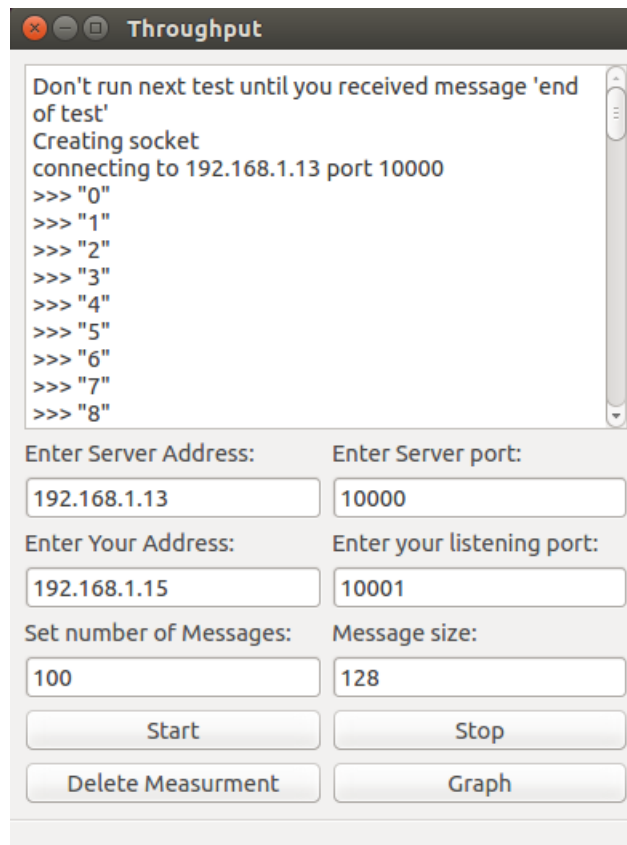 Throughput
Don't run next test until you received message 'end
of test'
Creating socket
connecting to 192.168.1.13 port 10000
>>> "0"
>>> "1"
>>> "2"
>>> "3"
>>> "4"
>>> "5"
>>> "6"
>>> "7"
>>> "8"
Enter Server Address: Enter Server port:
192.168.1.13 10000
Enter Your Address: Enter your listening port:
192.168.1.15 10001
Set number of Messages: Message size:
100 128
Start Stop
Delete Measurment Graph